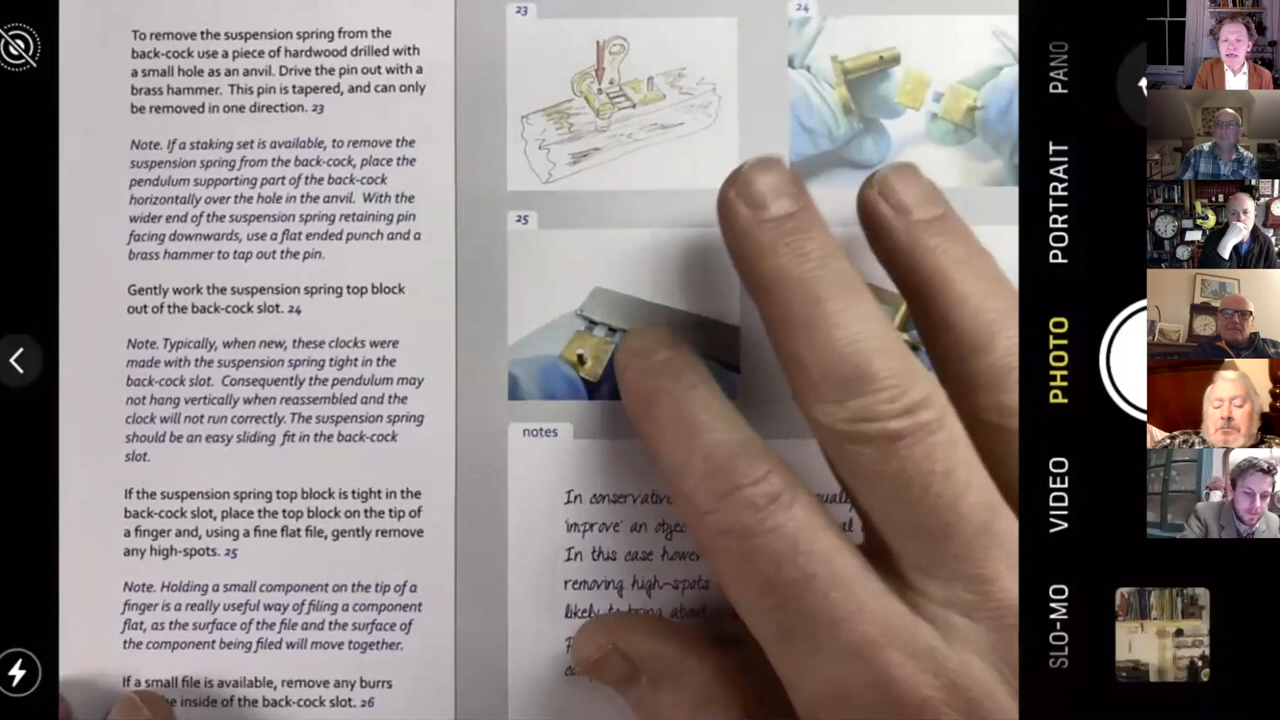 To remove the suspension spring from the
back-cock use a piece of hardwood drilled with
a small hole as an anvil. Drive the pin out with a
brass hammer. This pin is tapered, and can only
be removed in one direction. 23
Note. If a staking set is available, to remove the
suspension spring from the back-cock, place the
pendulum supporting part of the back-cock
horizontally over the hole in the anvil. With the
wider end of the suspension spring retaining pin
facing downwards, use a flat ended punch and a
brass hammer to tap out the pin.
Gently work the suspension spring top block
out of the back-cock slot. 24
Note. Typically, when new, these clocks were
made with the suspension spring tight in the
back-cock slot. Consequently the pendulum may
not hang vertically when reassembled and the
clock will not run correctly. The suspension spring
should be an easy sliding fit in the back-cock
slot.
If the suspension spring top block is tight in the
back-cock slot, place the top block on the tip of
a finger and, using a fine flat file, gently remove
any high-spots. 25
Note. Holding a small component on the tip of a
finger is a really useful way of filing a component
flat, as the surface of the file and the surface of
the component being filed will move together.
If a small file is available, remove any burrs
inside of the back-cock slot. 26
23
24
25
notes
In
'improve' an
In this case
removing high-spots
likely to bring about
PANO
PORTRAIT
PHOTO
VIDEO
SLO-MO